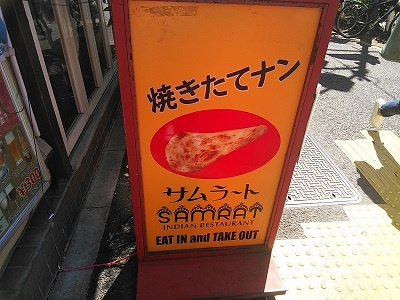 焼きたてナン
サムラート
SAMRAT
INDIAN RESTAURANT
EAT IN and TAKE OUT
¥300